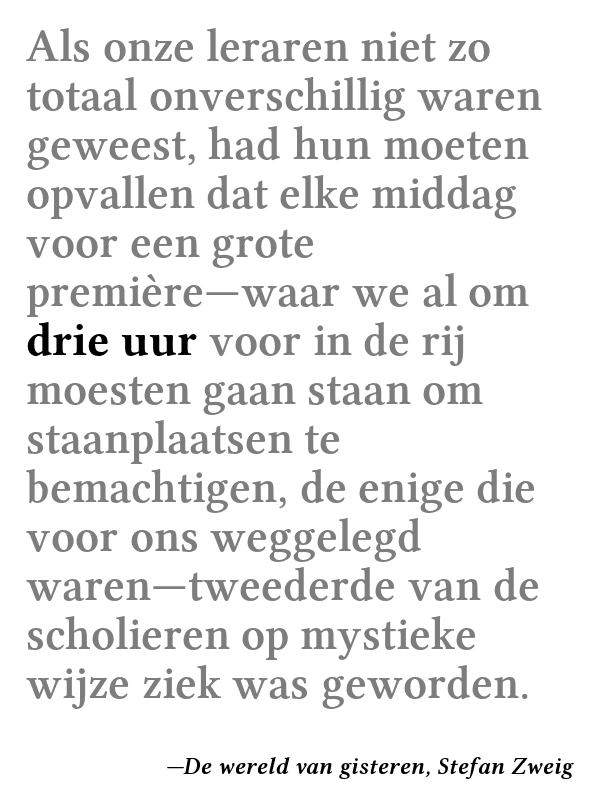 Als onze leraren niet zo
totaal onverschillig waren
geweest, had hun moeten
opvallen dat elke middag
voor een grote
première—waar we al om
drie uur voor in de rij
moesten gaan staan om
staanplaatsen te
bemachtigen, de enige die
voor ons weggelegd
waren—tweederde van de
scholieren op mystieke
wijze ziek was geworden.
—De wereld van gisteren, Stefan Zweig